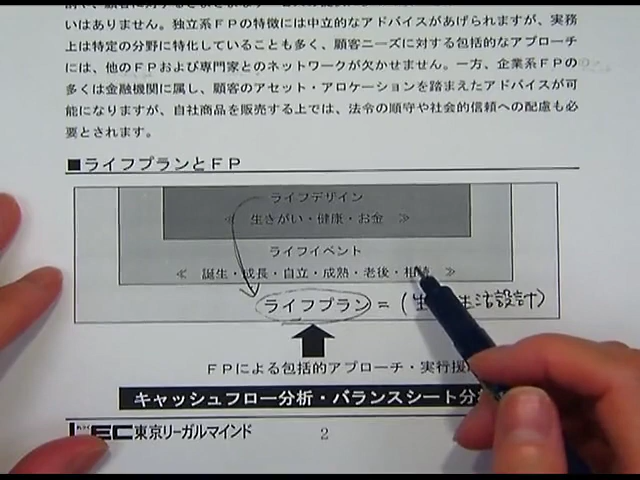 いはありません。独立系ＦＰの特徴には中立的なアドバイスがあげられますが、実務
上は特定の分野に特化していることも多く、顧客ニーズに対する包括的なアプローチ
には、他のＦＰおよび専門家とのネットワークが欠かせません。一方、企業系ＦＰの
多くは金融機関に属し、顧客のアセット・アロケーションを踏まえたアドバイスが可
能になりますが、自社商品を販売する上では、法令の順守や社会的信頼への配慮も必
要とされます。
■ライフプランとＦＰ
ライフデザイン
≪ 生きがい・健康・お金 ≫
ライフイベント
≪ 誕生・成長・自立・成熟・老後・相続 ≫
ライフプラン＝(生 生活設計)
ＦＰによる包括的アプローチ・実行援
キャッシュフロー分析・バランスシート分
LEC東京リーガルマインド
2